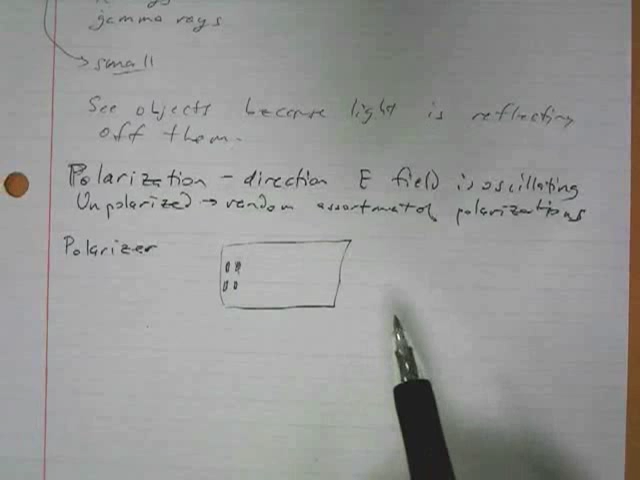 gamma rays
small
See objects because light is reflecting
off them.
Polarization - direction E field is oscillating
Unpolarized → random assortment of polarizations
Polarizer